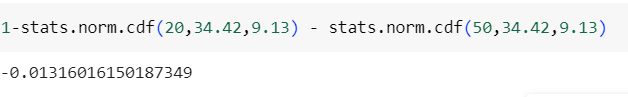 1-stats.norm.cdf(20,34.42,9.13) - stats.norm.cdf(50,34.42,9.13)
-0.01316016150187349